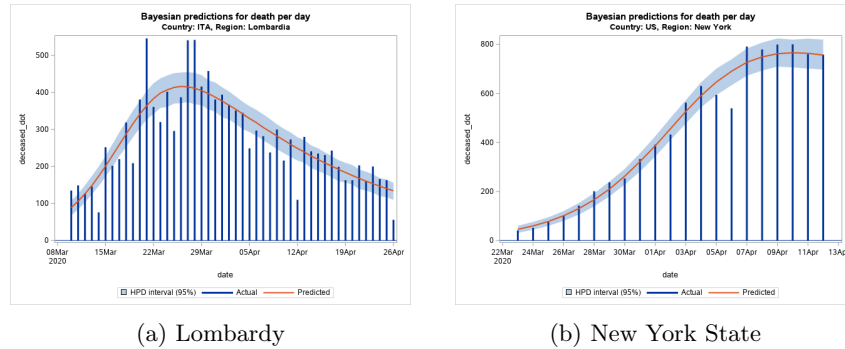 Bayesian predictions for death per day
Country: ITA, Region: Lombardia
deceased_dot
500
400
300
200
100
0
08Mar 15Mar 22Mar 29Mar 05Apr 12Apr 19Apr 26Apr
2020
date
HPD interval (95%) Actual Predicted
(a) Lombardy
Bayesian predictions for death per day
Country: US, Region: New York
deceased_dot
800
600
400
200
0
22Mar 24Mar 26Mar 28Mar 30Mar 01Apr 03Apr 05Apr 07Apr 09Apr 11Apr 13Apr
2020
date
HPD interval (95%) Actual Predicted
(b) New York State